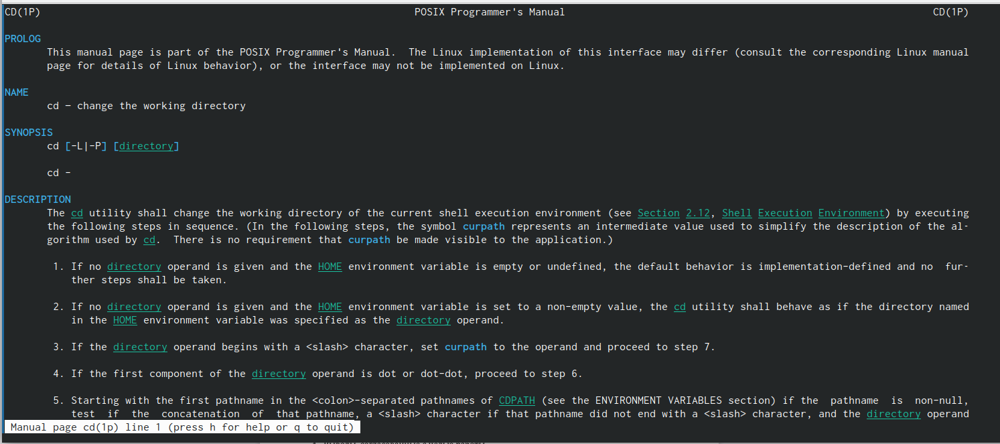 CD(1P) POSIX Programmer's Manual CD(1P)
PROLOG
This manual page is part of the POSIX Programmer's Manual. The Linux implementation of this interface may differ (consult the corresponding Linux manual
page for details of Linux behavior), or the interface may not be implemented on Linux.
NAME
cd — change the working directory
SYNOPSIS
cd [-L|-P] [directory]
cd -
DESCRIPTION
The cd utility shall change the working directory of the current shell execution environment (see Section 2.12, Shell Execution Environment) by executing
the following steps in sequence. (In the following steps, the symbol curpath represents an intermediate value used to simplify the description of the al-
gorithm used by cd. There is no requirement that curpath be made visible to the application.)
1. If no directory operand is given and the HOME environment variable is empty or undefined, the default behavior is implementation-defined and no fur-
ther steps shall be taken.
2. If no directory operand is given and the HOME environment variable is set to a non-empty value, the cd utility shall behave as if the directory named
in the HOME environment variable was specified as the directory operand.
3. If the directory operand begins with a <slash> character, set curpath to the operand and proceed to step 7.
4. If the first component of the directory operand is dot or dot-dot, proceed to step 6.
5. Starting with the first pathname in the <colon>-separated pathnames of CDPATH (see the ENVIRONMENT VARIABLES section) if the pathname is non-null,
test if the concatenation of that pathname, a <slash> character if that pathname did not end with a <slash> character, and the directory operand
Manual page cd(1p) line 1 (press h for help or q to quit)